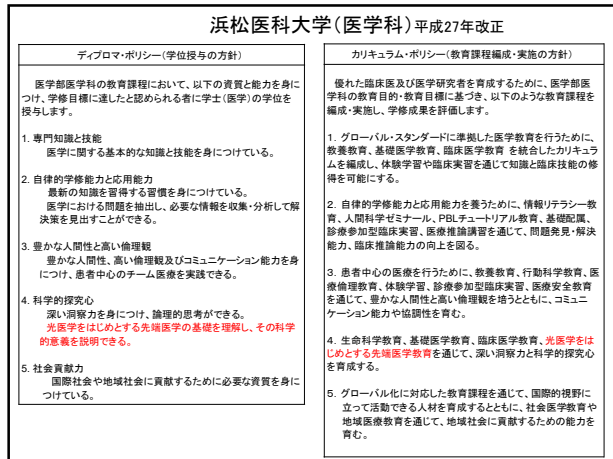 浜松医科大学(医学科)平成27年改正
ディプロマ・ポリシー(学位授与の方針)
医学部医学科の教育課程において、以下の資質と能力を身に
つけ、学修目標に達したと認められる者に学士(医学)の学位を
授与します。
1. 専門知識と技能
医学に関する基本的な知識と技能を身につけている。
2. 自律的学修能力と応用能力
最新の知識を習得する習慣を身につけている。
医学における問題を抽出し、必要な情報を収集・分析して解
決策を見出すことができる。
3. 豊かな人間性と高い倫理観
豊かな人間性、高い倫理観及びコミュニケーション能力を身
につけ、患者中心のチーム医療を実践できる。
4. 科学的探究心
深い洞察力を身につけ、論理的思考ができる。
光医学をはじめとする先端医学の基礎を理解し、その科学
的意義を説明できる。
5. 社会貢献力
国際社会や地域社会に貢献するために必要な資質を身に
つけている。
カリキュラム・ポリシー(教育課程編成・実施の方針)
優れた臨床医及び医学研究者を育成するために、医学部医
学科の教育目的・教育目標に基づき、以下のような教育課程を
編成・実施し、学修成果を評価します。
1. グローバル・スタンダードに準拠した医学教育を行うために、
教養教育、基礎医学教育、臨床医学教育 を統合したカリキュラ
ムを編成し、体験学習や臨床実習を通じて知識と臨床技能の修
得を可能にする。
2. 自律的学修能力と応用能力を養うために、情報リテラシー教
育、人間科学ゼミナール、PBLチュートリアル教育、基礎配属、
診療参加型臨床実習、医療推論講習を通じて、問題発見・解決
能力、臨床推論能力の向上を図る。
3. 患者中心の医療を行うために、教養教育、行動科学教育、医
療倫理教育、体験学習、診療参加型臨床実習、医療安全教育
を通じて、豊かな人間性と高い倫理観を培うとともに、コミュニ
ケーション能力や協調性を育む。
4. 生命科学教育、基礎医学教育、臨床医学教育、光医学をは
じめとする先端医学教育を通じて、深い洞察力と科学的探究心
を育成する。
5. グローバル化に対応した教育課程を通じて、国際的視野に
立って活動できる人材を育成するとともに、社会医学教育や
地域医療教育を通じて、地域社会に貢献するための能力を
育む。